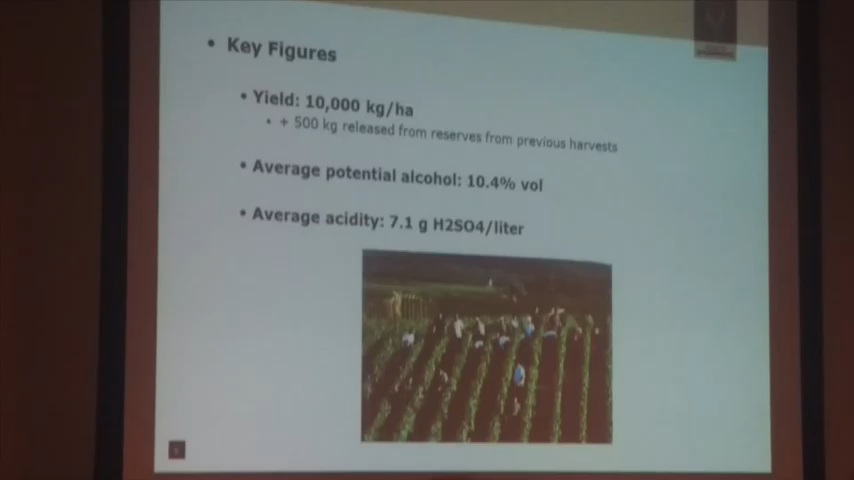 • Key Figures
• Yield: 10,000 kg/ha
• + 500 kg released from reserves from previous harvests
• Average potential alcohol: 10.4% vol
• Average acidity: 7.1 g H2SO4/liter